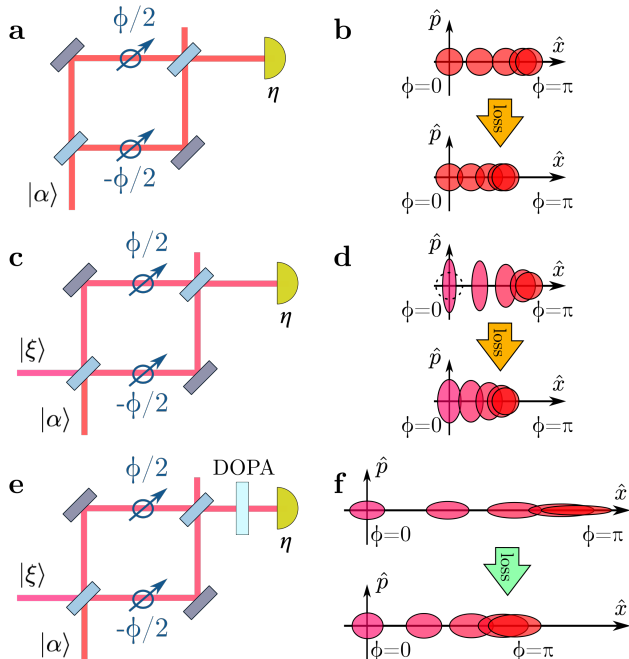 a
ϕ/2
-ϕ/2
|α⟩
η
b
p̂
x̂
ϕ=0
ϕ=π
loss
ϕ=0
ϕ=π
c
ϕ/2
-ϕ/2
|ξ⟩
|α⟩
η
d
p̂
x̂
ϕ=0
ϕ=π
loss
ϕ=0
ϕ=π
e
ϕ/2
DOPA
-ϕ/2
|ξ⟩
|α⟩
η
f
p̂
x̂
ϕ=0
ϕ=π
loss
p̂
x̂
ϕ=0
ϕ=π